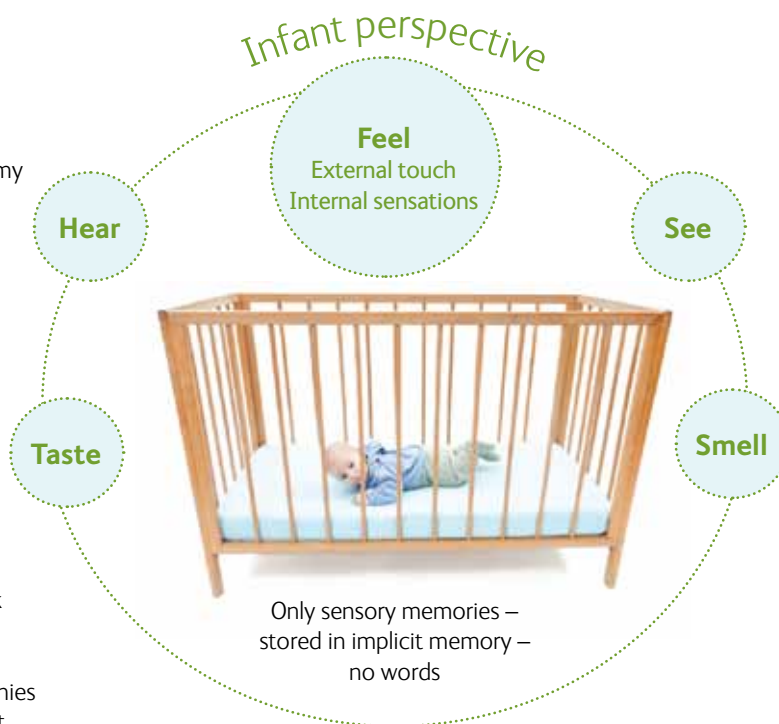 Infant perspective
Feel
External touch
Internal sensations
my
Hear
See
Taste
Smell
Only sensory memories –
stored in implicit memory –
no words